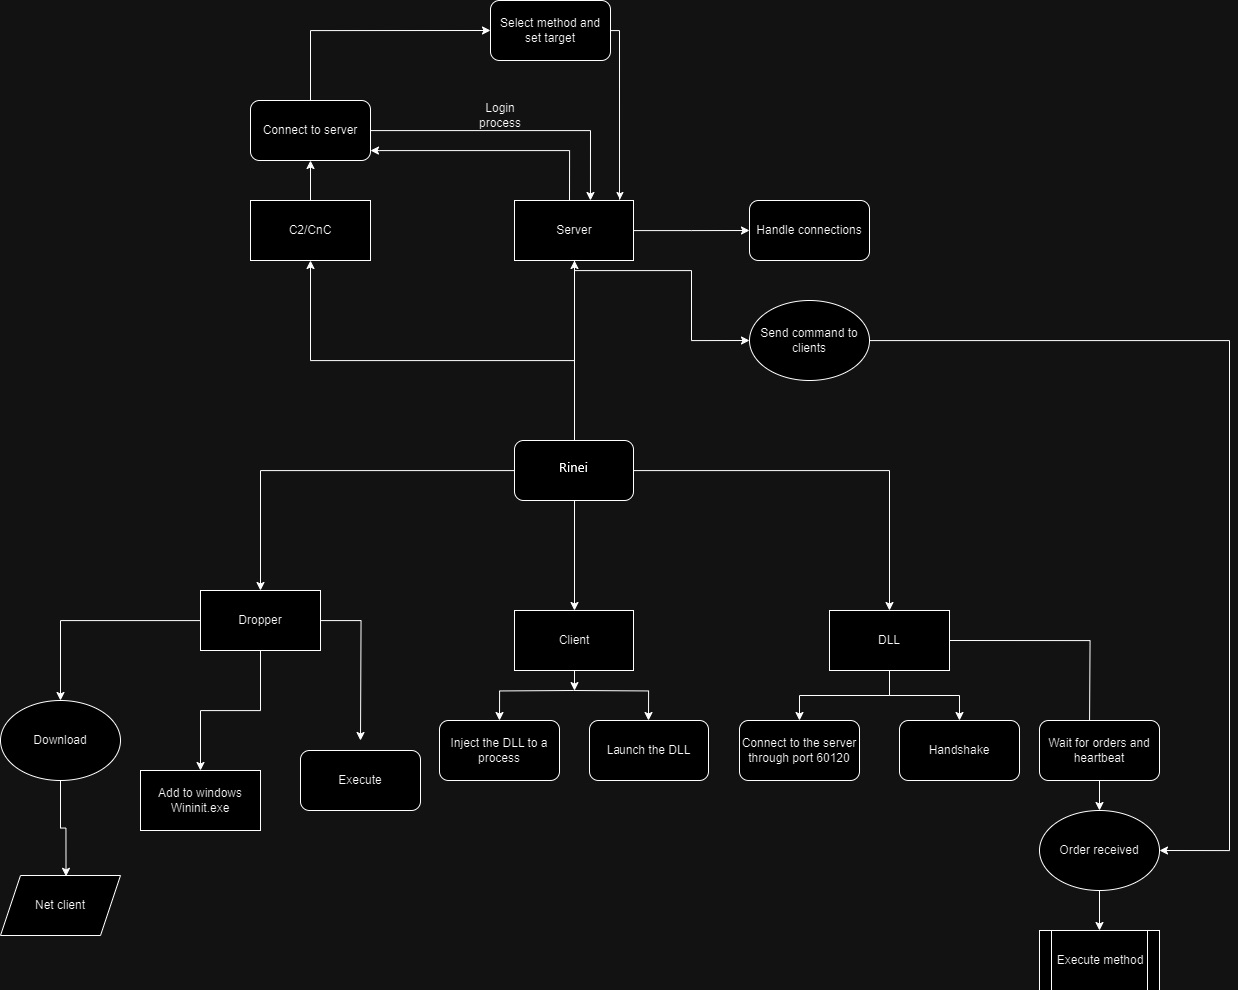 Select method and
set target
Login
process
Connect to server
C2/CnC
Server
Handle connections
Send command to
clients
Rinei
Dropper
Client
DLL
Download
Inject the DLL to a
process
Launch the DLL
Connect to the server
through port 60120
Handshake
Wait for orders and
heartbeat
Add to windows
Wininit.exe
Execute
Order received
Net client
Execute method